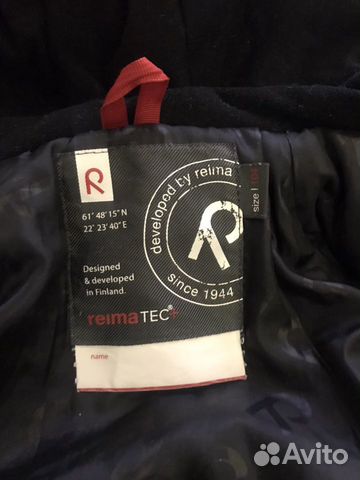 R
61° 48' 15" N
22° 23' 40" E
Designed
& developed
in Finland.
reimaTEC+
name
developed by reima
since 1944
size | 104
Avito